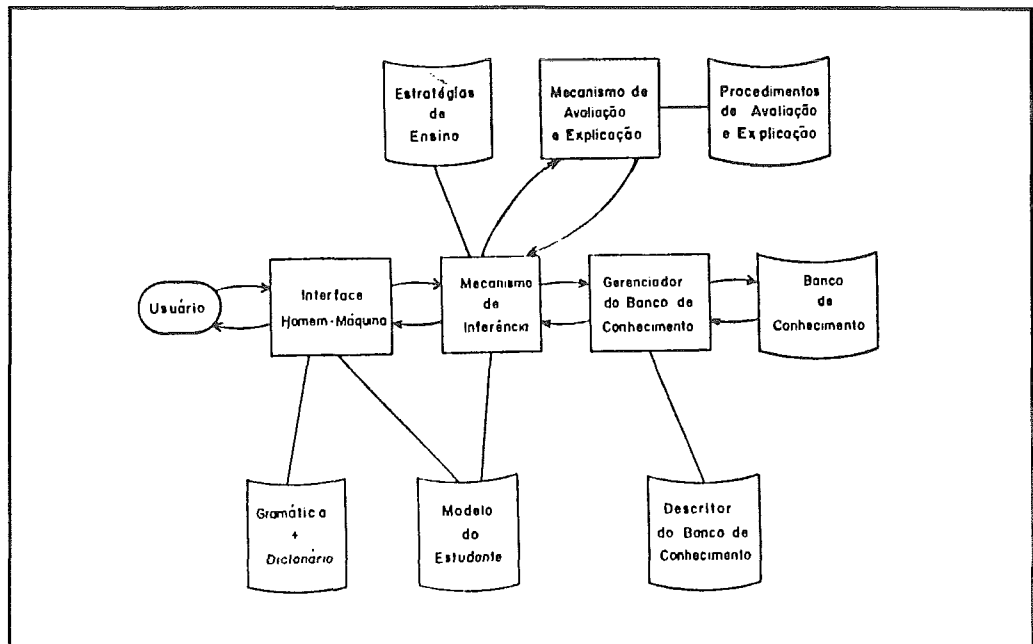 Estratégias
de
Ensino
Mecanismo de
Avaliação
e Explicação
Procedimentos
de Avaliação
e Explicação
Usuário
Interface
Homem-Máquina
Mecanismo
de
Inferência
Gerenciador
do Banco de
Conhecimento
Banco
de
Conhecimento
Gramática
+
Dicionário
Modelo
do
Estudante
Descritor
do Banco de
Conhecimento